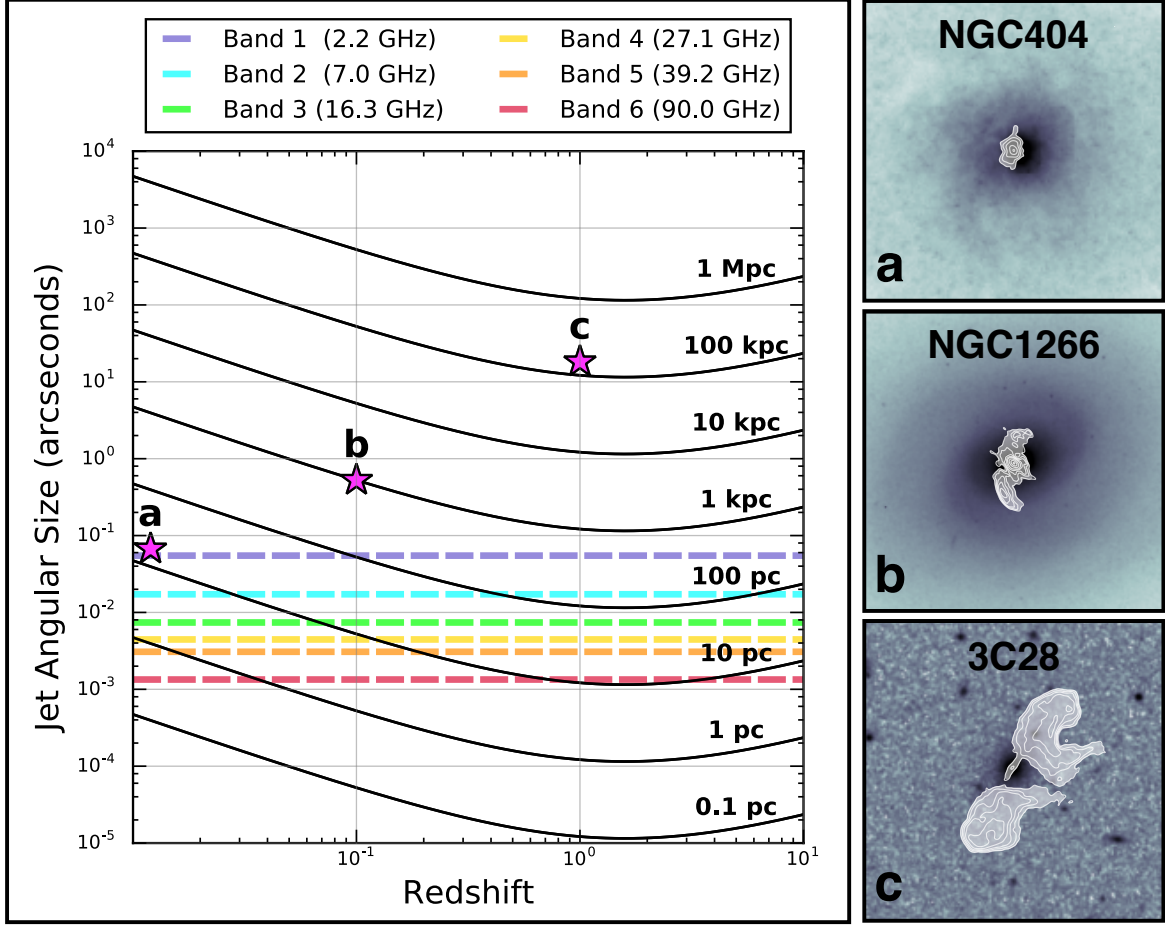 Band 1 (2.2 GHz)
Band 2 (7.0 GHz)
Band 3 (16.3 GHz)
Band 4 (27.1 GHz)
Band 5 (39.2 GHz)
Band 6 (90.0 GHz)
Jet Angular Size (arcseconds)
10^4
10^3
10^2
10^1
10^0
10^-1
10^-2
10^-3
10^-4
10^-5
1 Mpc
100 kpc
10 kpc
1 kpc
100 pc
10 pc
1 pc
0.1 pc
a
b
c
10^-1
10^0
10^1
Redshift
NGC404
a
NGC1266
b
3C28
c